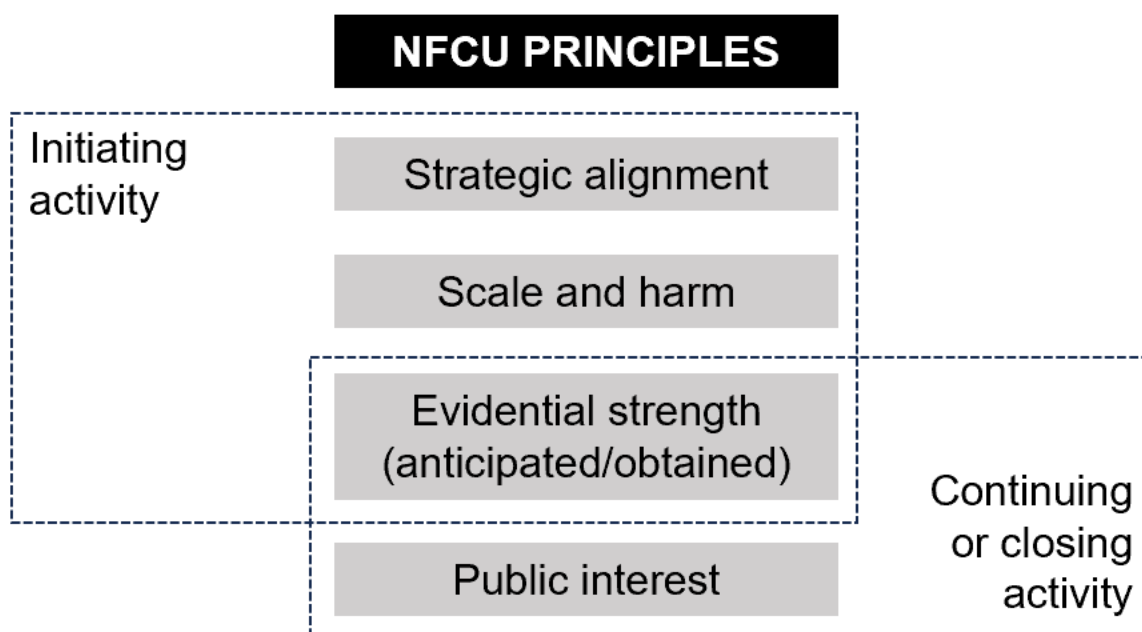 NFCU PRINCIPLES
Initiating
activity
Strategic alignment
Scale and harm
Evidential strength
(anticipated/obtained)
Continuing
or closing
activity
Public interest